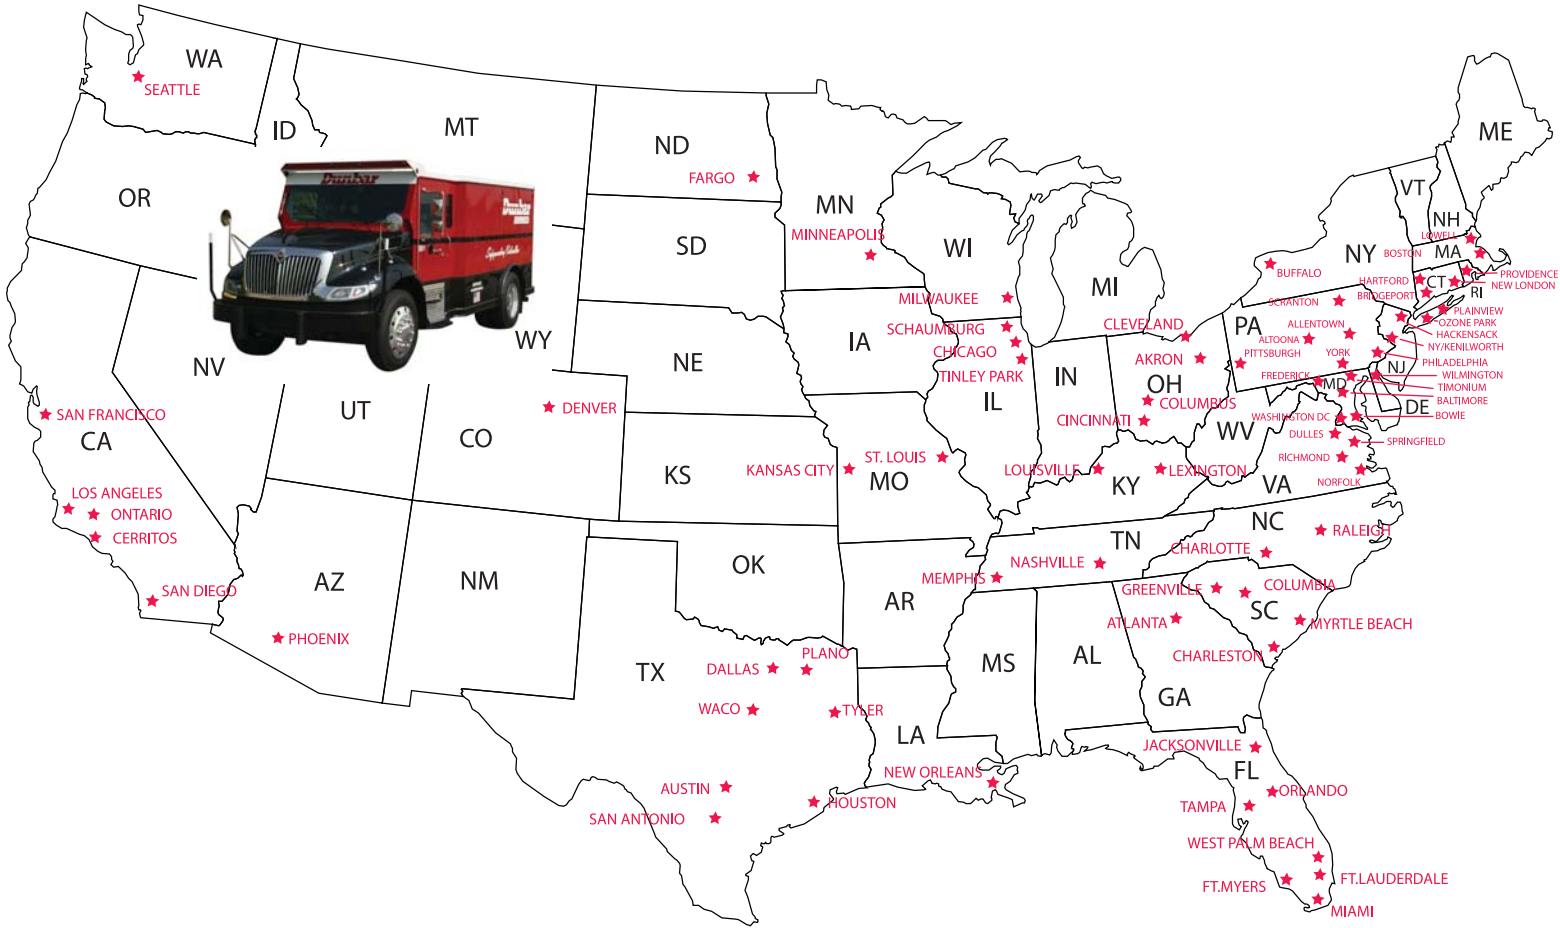 WA
SEATTLE
ID
MT
ND
FARGO
OR
MN
MINNEAPOLIS
SD
WI
MI
ME
VT
NH
LOWELL
NY
BOSTON
MA
BUFFALO
HARTFORD
CT
PROVIDENCE
NEW LONDON
RI
BRIDGEPORT
SCRANTON
PLAINVIEW
OZONE PARK
HACKENSACK
NY/KENILWORTH
PHILADELPHIA
WILMINGTON
TIMONIUM
BALTIMORE
BOWIE
SPRINGFIELD
Dunbar
Dunbar
NV
WY
NE
IA
MILWAUKEE
SCHAUMBURG
CHICAGO
TINLEY PARK
IL
IN
CLEVELAND
AKRON
OH
COLUMBUS
CINCINNATI
PA
ALLENTOWN
ALTOONA
PITTSBURGH
YORK
FREDERICK
MD
NJ
DE
WASHINGTON DC
DULLES
RICHMOND
NORFOLK
WV
VA
SAN FRANCISCO
CA
UT
CO
DENVER
KS
KANSAS CITY
ST. LOUIS
MO
LOUISVILLE
LEXINGTON
KY
LOS ANGELES
ONTARIO
CERRITOS
SAN DIEGO
AZ
PHOENIX
NM
OK
AR
TN
NASHVILLE
MEMPHIS
NC
RALEIGH
CHARLOTTE
GREENVILLE
COLUMBIA
SC
MYRTLE BEACH
CHARLESTON
ATLANTA
GA
AL
MS
TX
DALLAS
PLANO
WACO
TYLER
AUSTIN
SAN ANTONIO
HOUSTON
LA
NEW ORLEANS
JACKSONVILLE
FL
ORLANDO
TAMPA
WEST PALM BEACH
FT.MYERS
FT.LAUDERDALE
MIAMI